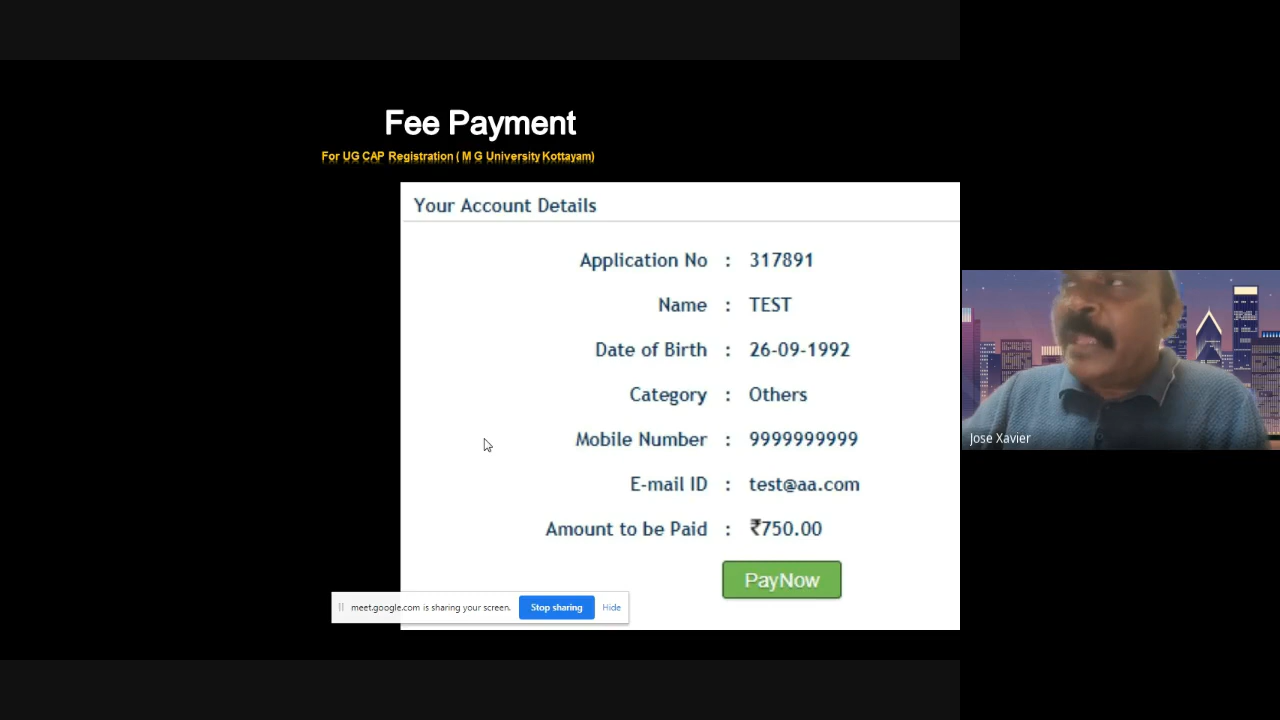 Fee Payment
For UG CAP Registration ( M G University Kottayam)
Your Account Details
Application No : 317891
Name : TEST
Date of Birth : 26-09-1992
Category : Others
Mobile Number : 9999999999
E-mail ID : test@aa.com
Amount to be Paid : ₹750.00
PayNow
meet.google.com is sharing your screen. Stop sharing Hide
Jose Xavier